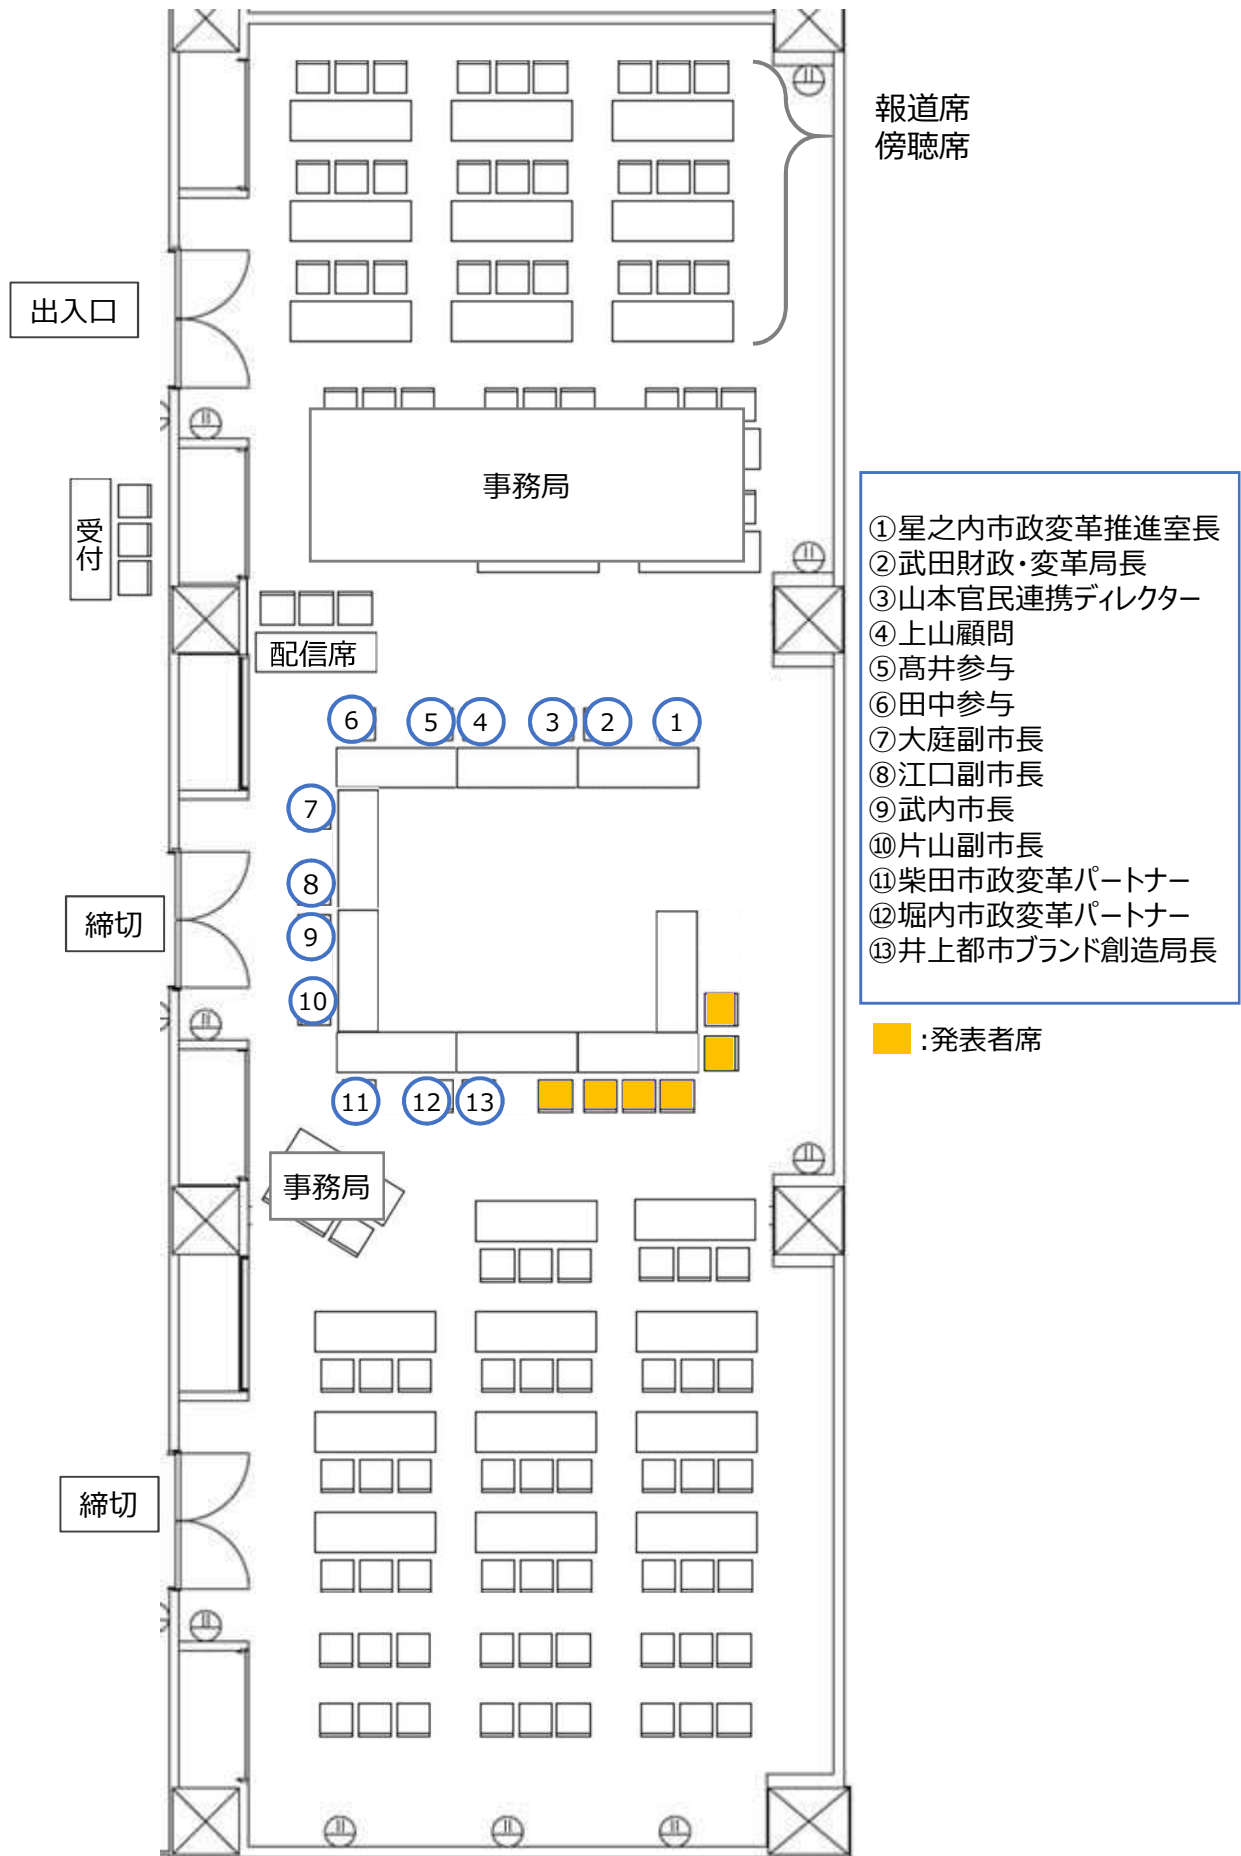 報道席
傍聴席
出入口
事務局
受付
①星之内市政変革推進室長
②武田財政・変革局長
③山本官民連携ディレクター
④上山顧問
⑤髙井参与
⑥田中参与
⑦大庭副市長
⑧江口副市長
⑨武内市長
⑩片山副市長
⑪柴田市政変革パートナー
⑫堀内市政変革パートナー
⑬井上都市ブランド創造局長
配信席
6 5 4 3 2 1
7
8
9
10
締切
:発表者席
11 12 13
事務局
締切